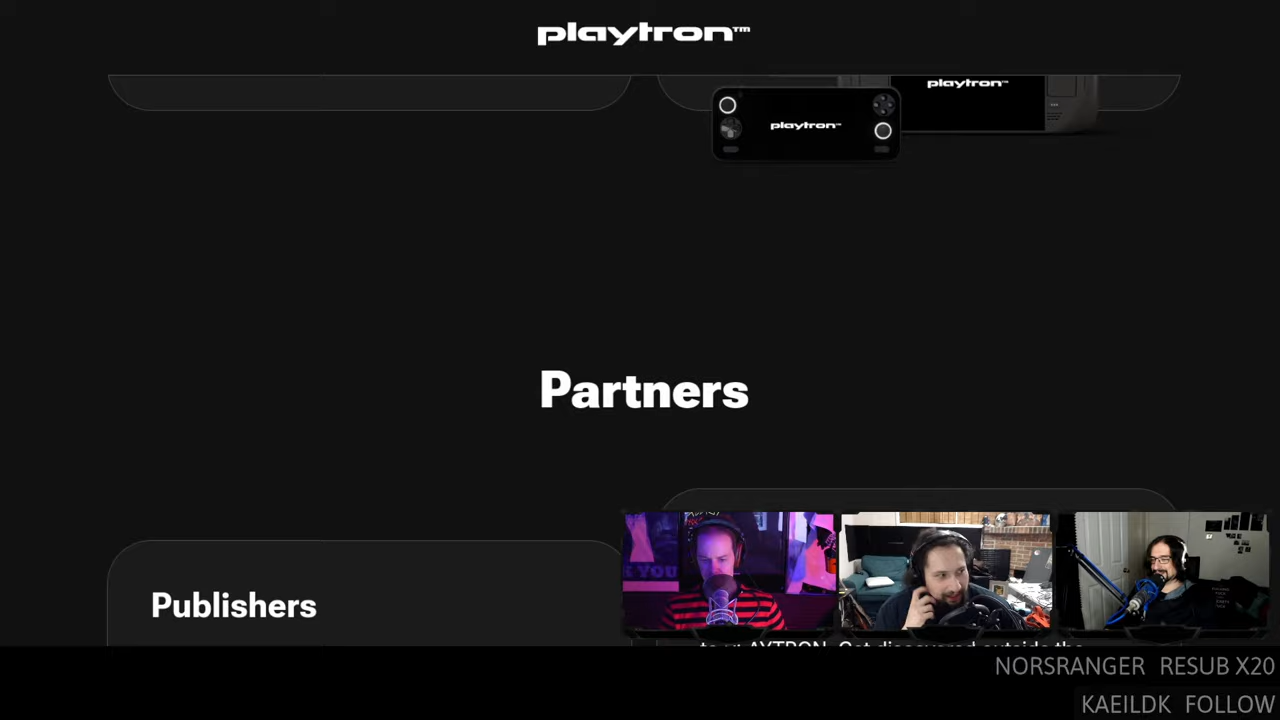 playtron™
playtron™
playtron™
Partners
Publishers
NORSRANGER RESUB X20
KAEILDK FOLLOW